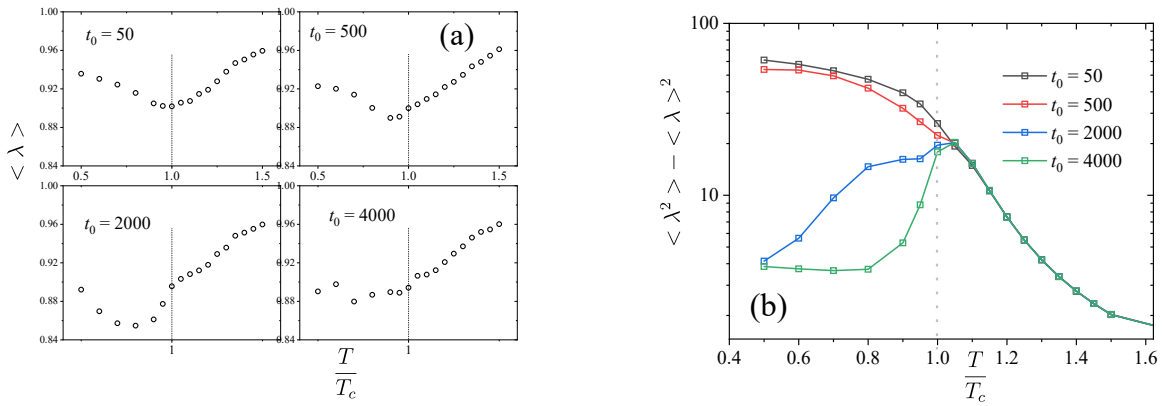 (a)
< λ >
t₀ = 50
1.00
0.96
0.92
0.88
0.84
0.5
1.0
1.5
t₀ = 500
1.00
0.96
0.92
0.88
0.84
0.5
1.0
1.5
t₀ = 2000
1.00
0.96
0.92
0.88
0.84
1
t₀ = 4000
1.00
0.96
0.92
0.88
0.84
1
T
T_c
(b)
< λ² > − < λ >²
100
10
t₀ = 50
t₀ = 500
t₀ = 2000
t₀ = 4000
0.4
0.6
0.8
1.0
1.2
1.4
1.6
T
T_c